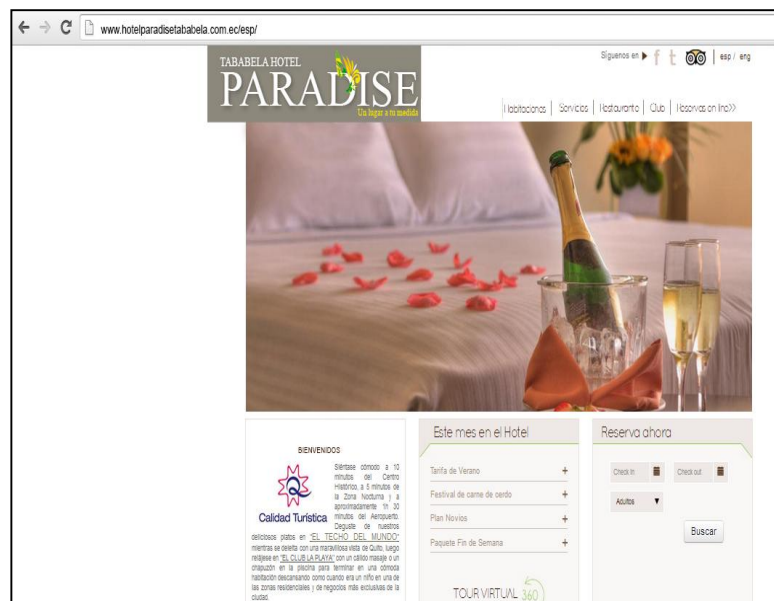 www.hotelparadisetababela.com.ec/esp/
Síguenos en f t | esp / eng
TABABELA HOTEL
PARADISE
Un lugar a tu medida
Habitaciones | Servicios | Restaurante | Club | Reservas on line>>
BIENVENIDOS
Calidad Turística
Siéntase cómodo a 10
minutos del Centro
Histórico, a 5 minutos de
la Zona Nocturna y a
aproximadamente 1h 30
minutos del Aeropuerto.
Deguste de nuestros
deliciosos platos en "EL TECHO DEL MUNDO"
mientras se deleita con una maravillosa vista de Quito, luego
relájese en "EL CLUB LA PLAYA" con un cálido masaje o un
chapuzón en la piscina para terminar en una cómoda
habitación descansando como cuando era un niño en una de
las zonas residenciales y de negocios más exclusivas de la
ciudad.
Este mes en el Hotel
Tarifa de Verano +
Festival de carne de cerdo +
Plan Novios +
Paquete Fin de Semana +
TOUR VIRTUAL 360
Reserva ahora
Check in
Check out
Adultos ▼
Buscar